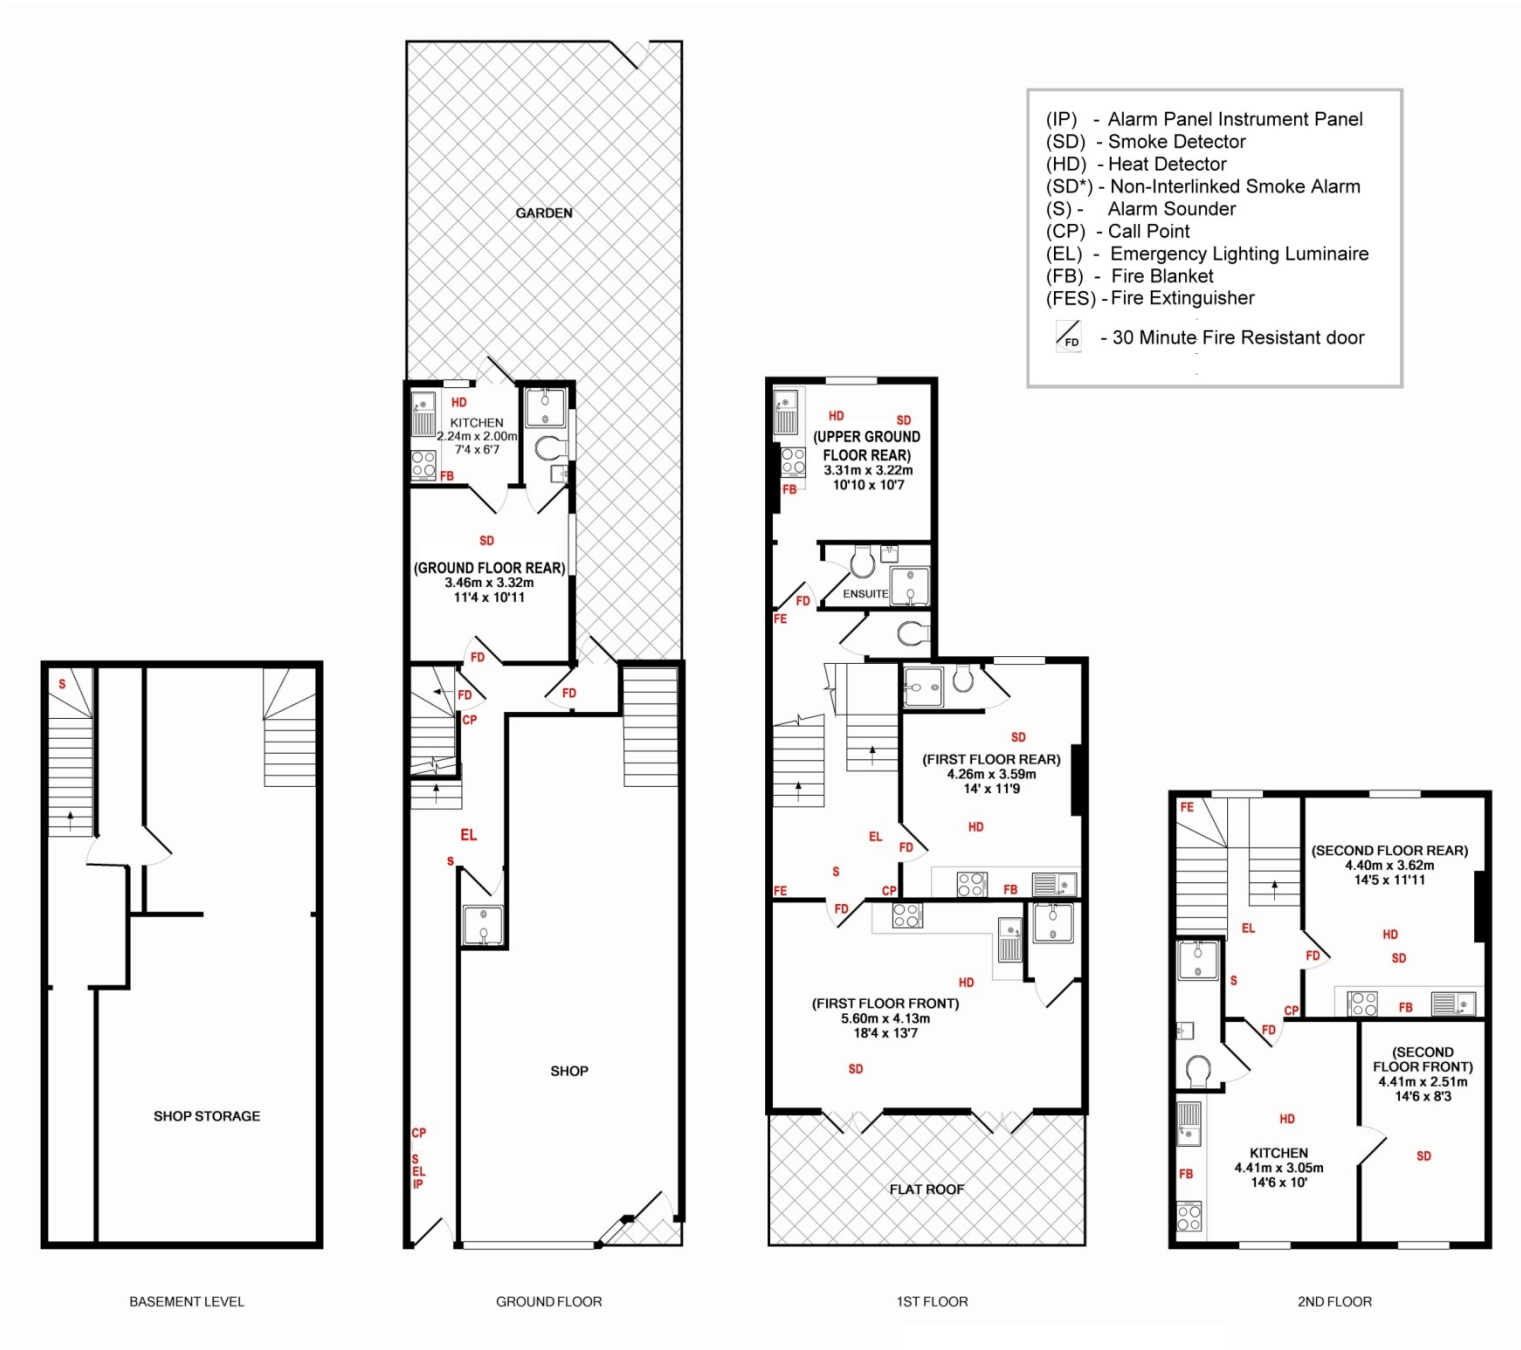 GARDEN
HD
KITCHEN
2.24m x 2.00m
7'4 x 6'7
FB
SD
(GROUND FLOOR REAR)
3.46m x 3.32m
11'4 x 10'11
FD
FD
FD
CP
EL
S
SHOP
CP
S
EL
IP
GROUND FLOOR
S
SHOP STORAGE
BASEMENT LEVEL
(IP) - Alarm Panel Instrument Panel
(SD) - Smoke Detector
(HD) - Heat Detector
(SD*) - Non-Interlinked Smoke Alarm
(S) - Alarm Sounder
(CP) - Call Point
(EL) - Emergency Lighting Luminaire
(FB) - Fire Blanket
(FES) - Fire Extinguisher
FD - 30 Minute Fire Resistant door
HD
SD
(UPPER GROUND
FLOOR REAR)
3.31m x 3.22m
10'10 x 10'7
FB
ENSUITE
FD
FE
SD
(FIRST FLOOR REAR)
4.26m x 3.59m
14' x 11'9
HD
EL
FD
S
FE
CP
FB
FD
HD
(FIRST FLOOR FRONT)
5.60m x 4.13m
18'4 x 13'7
SD
FLAT ROOF
1ST FLOOR
FE
(SECOND FLOOR REAR)
4.40m x 3.62m
14'5 x 11'11
EL
HD
FD
SD
S
CP
FB
FD
(SECOND
FLOOR FRONT)
4.41m x 2.51m
14'6 x 8'3
HD
KITCHEN
4.41m x 3.05m
14'6 x 10'
SD
FB
2ND FLOOR